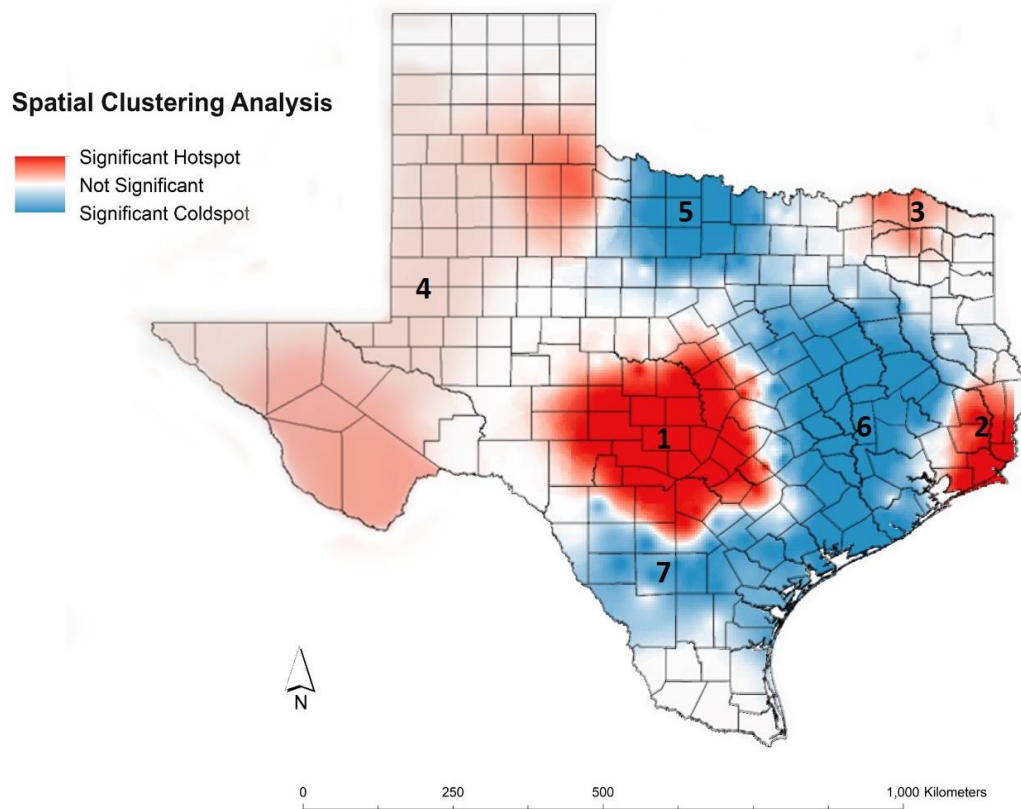 Spatial Clustering Analysis
Significant Hotspot
Not Significant
Significant Coldspot
5
3
4
1
6
2
7
N
0 250 500 1,000 Kilometers